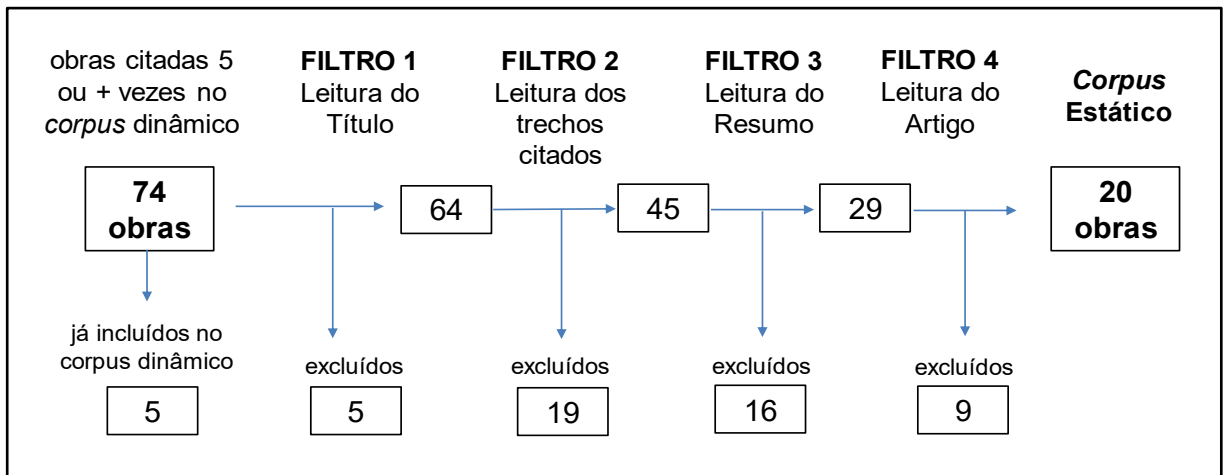 obras citadas 5
ou + vezes no
corpus dinâmico
74
obras
já incluídos no
corpus dinâmico
5
FILTRO 1
Leitura do
Título
excluídos
5
64
FILTRO 2
Leitura dos
trechos
citados
excluídos
19
45
FILTRO 3
Leitura do
Resumo
excluídos
16
29
FILTRO 4
Leitura do
Artigo
excluídos
9
Corpus
Estático
20
obras